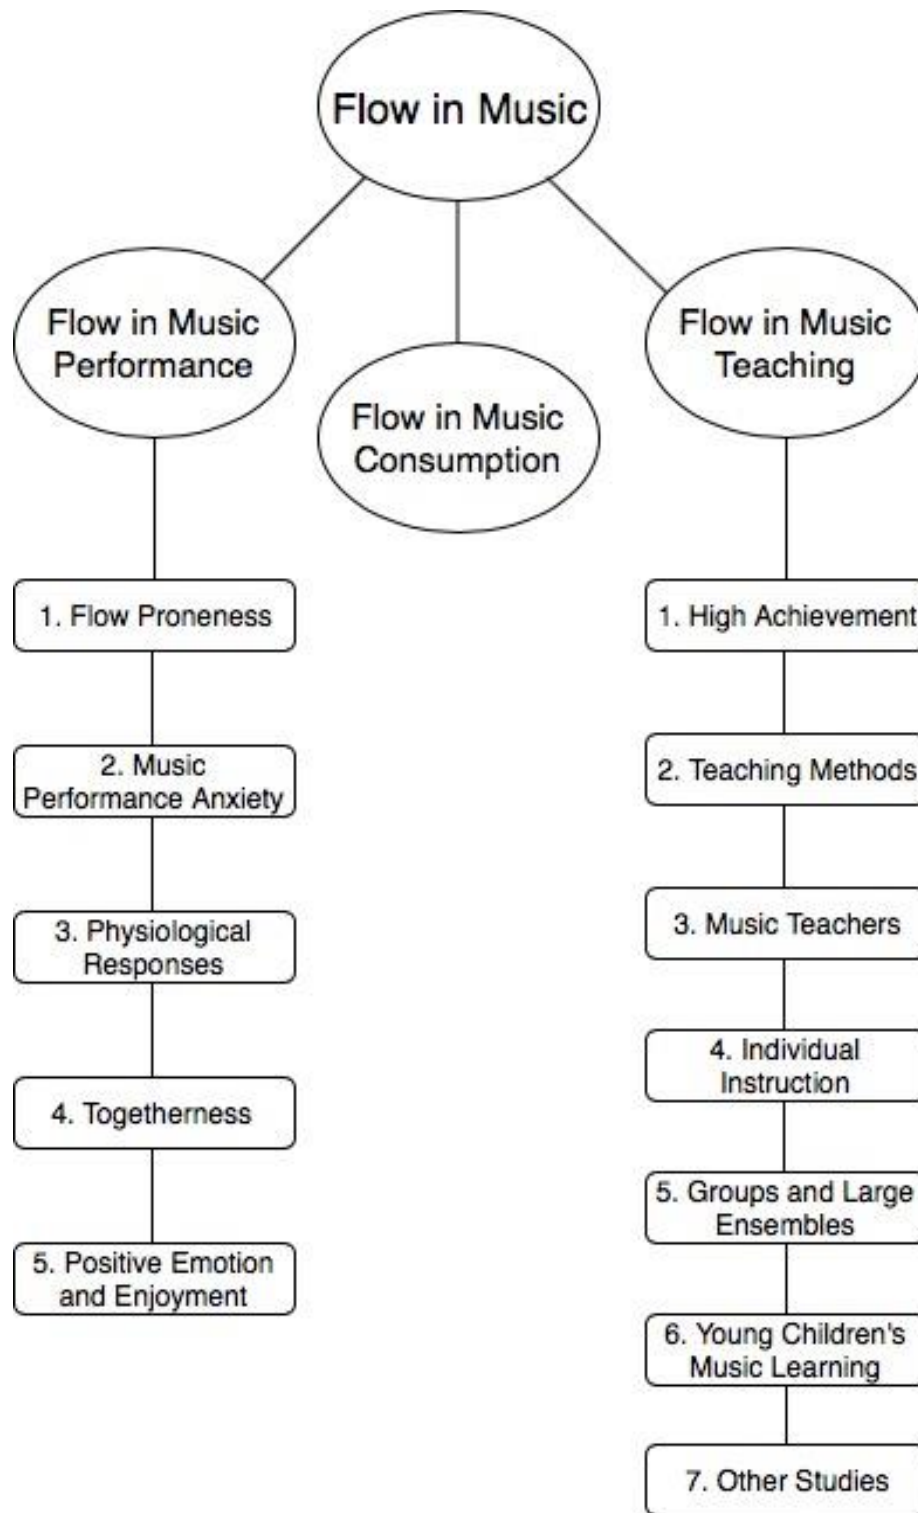 Flow in Music
Flow in Music
Performance
Flow in Music
Consumption
Flow in Music
Teaching
1. Flow Proneness
2. Music
Performance Anxiety
3. Physiological
Responses
4. Togetherness
5. Positive Emotion
and Enjoyment
1. High Achievement
2. Teaching Methods
3. Music Teachers
4. Individual
Instruction
5. Groups and Large
Ensembles
6. Young Children's
Music Learning
7. Other Studies